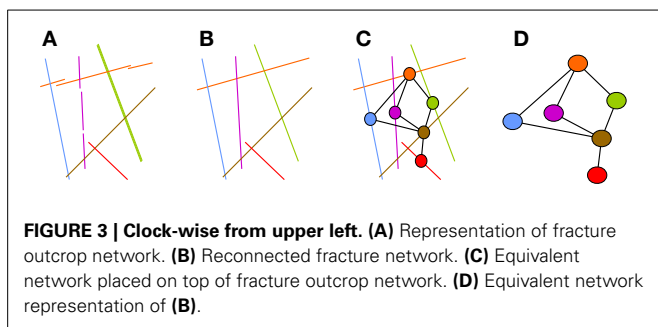 A B C D
FIGURE 3 | Clock-wise from upper left. (A) Representation of fracture
outcrop network. (B) Reconnected fracture network. (C) Equivalent
network placed on top of fracture outcrop network. (D) Equivalent network
representation of (B).